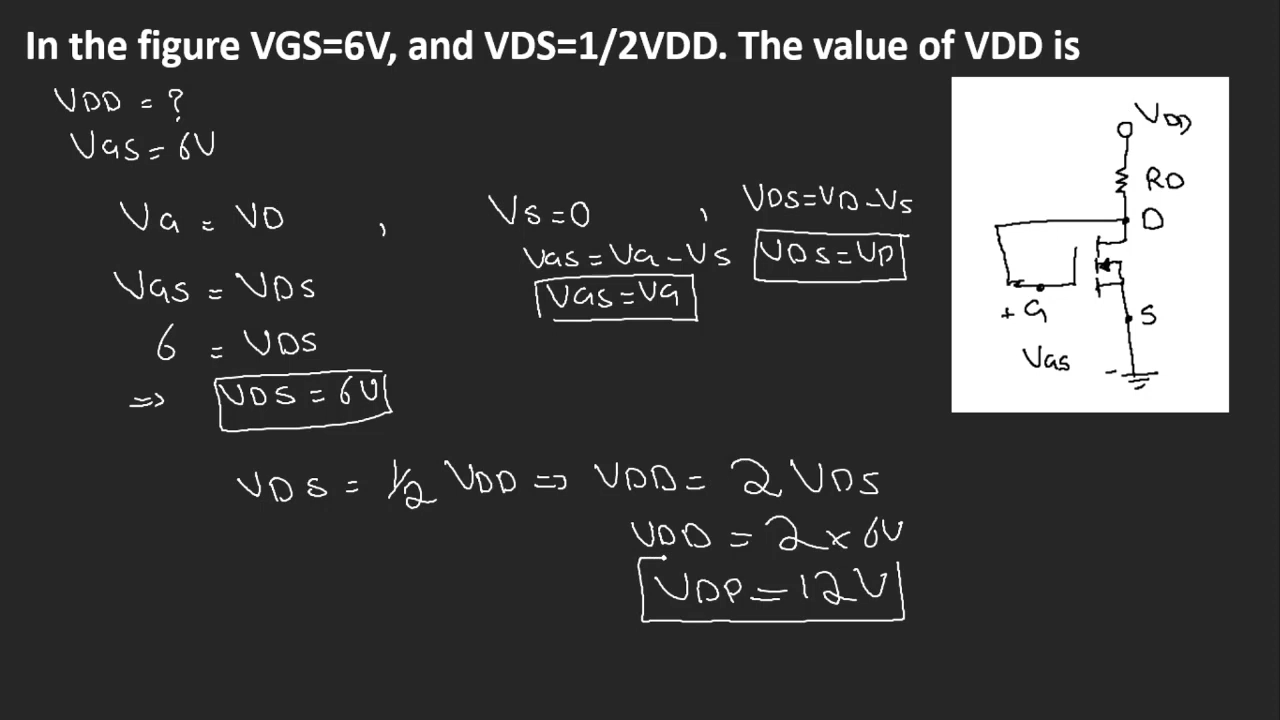 In the figure VGS=6V, and VDS=1/2VDD. The value of VDD is
VDD = ?
VGS = 6V
VG = VD , VS=0 , VDS=VD-VS
VGS = VG - VS VDS=VD
VGS = VDS VGS=VG
6 = VDS
=> VDS = 6V
VDS = 1/2 VDD => VDD = 2 VDS
VDD = 2 x 6V
VDD = 12V
VDD
RD
D
+ G
S
VGS -